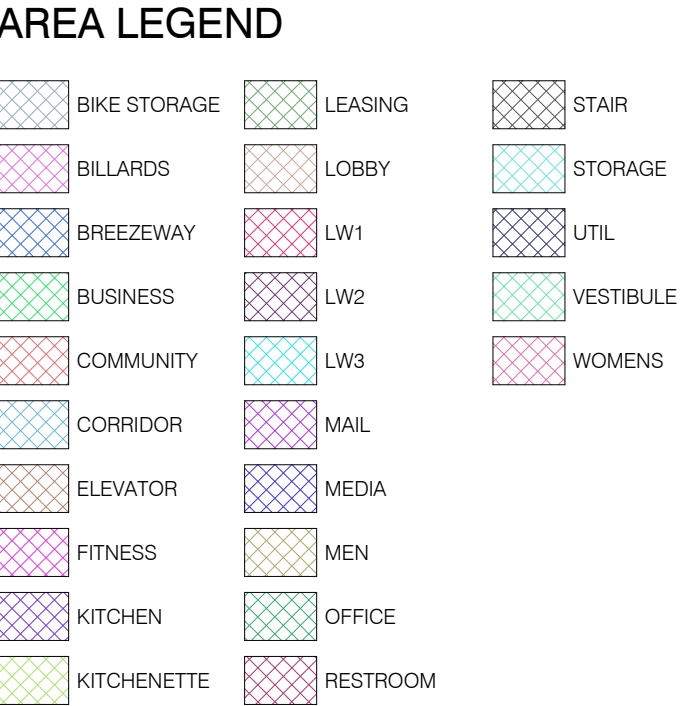 AREA LEGEND
BIKE STORAGE
BILLARDS
BREEZEWAY
BUSINESS
COMMUNITY
CORRIDOR
ELEVATOR
FITNESS
KITCHEN
KITCHENETTE
LEASING
LOBBY
LW1
LW2
LW3
MAIL
MEDIA
MEN
OFFICE
RESTROOM
STAIR
STORAGE
UTIL
VESTIBULE
WOMENS